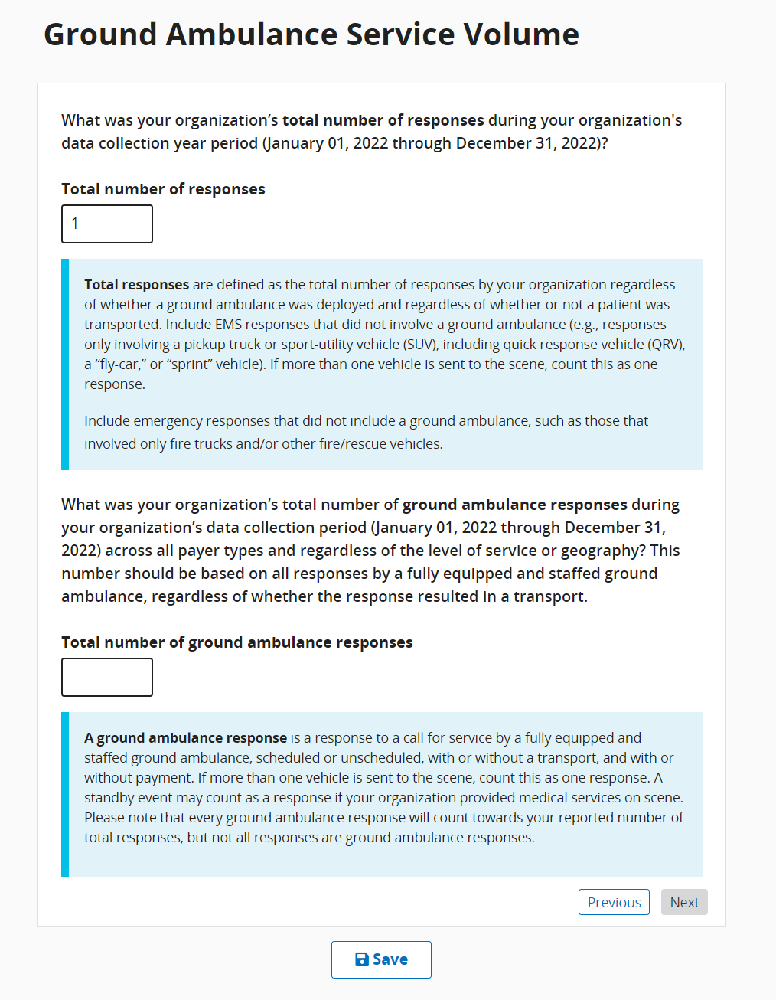 Ground Ambulance Service Volume
What was your organization’s total number of responses during your organization's
data collection year period (January 01, 2022 through December 31, 2022)?
Total number of responses
1
Total responses are defined as the total number of responses by your organization regardless
of whether a ground ambulance was deployed and regardless of whether or not a patient was
transported. Include EMS responses that did not involve a ground ambulance (e.g., responses
only involving a pickup truck or sport-utility vehicle (SUV), including quick response vehicle (QRV),
a “fly-car,” or “sprint” vehicle). If more than one vehicle is sent to the scene, count this as one
response.
Include emergency responses that did not include a ground ambulance, such as those that
involved only fire trucks and/or other fire/rescue vehicles.
What was your organization’s total number of ground ambulance responses during
your organization’s data collection period (January 01, 2022 through December 31,
2022) across all payer types and regardless of the level of service or geography? This
number should be based on all responses by a fully equipped and staffed ground
ambulance, regardless of whether the response resulted in a transport.
Total number of ground ambulance responses
A ground ambulance response is a response to a call for service by a fully equipped and
staffed ground ambulance, scheduled or unscheduled, with or without a transport, and with or
without payment. If more than one vehicle is sent to the scene, count this as one response. A
standby event may count as a response if your organization provided medical services on scene.
Please note that every ground ambulance response will count towards your reported number of
total responses, but not all responses are ground ambulance responses.
Previous Next
Save